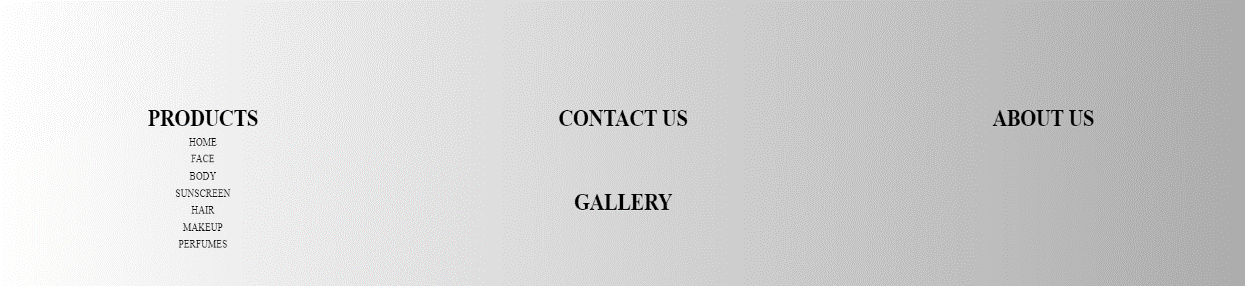 PRODUCTS
HOME
FACE
BODY
SUNSCREEN
HAIR
MAKEUP
PERFUMES
CONTACT US
GALLERY
ABOUT US